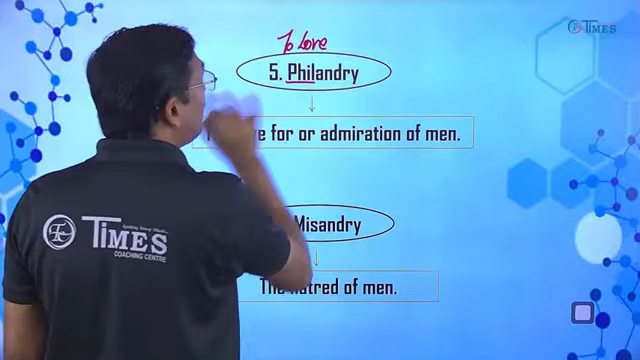 To Love
5. Philandry
for or admiration of men.
Misandry
The hatred of men.
TIMES
TIMES
COACHING CENTRE